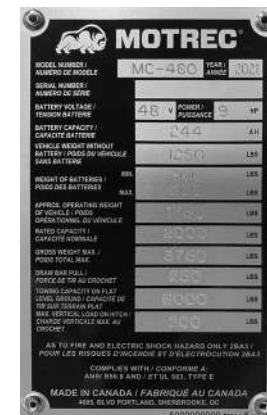 MOTREC
MODEL NUMBER / NUMÉRO DE MODÈLE MC-480 YEAR / ANNÉE 2021
SERIAL NUMBER / NUMÉRO DE SÉRIE
BATTERY VOLTAGE / TENSION BATTERIE 48 V POWER / PUISSANCE 9 HP
BATTERY CAPACITY / CAPACITÉ BATTERIE 244 AH
VEHICLE WEIGHT WITHOUT BATTERY / POIDS DU VÉHICULE SANS BATTERIE 1250 LBS
WEIGHT OF BATTERIES / POIDS DES BATTERIES MIN. LBS
MAX. LBS
APPROX. OPERATING WEIGHT OF VEHICLE / POIDS OPÉRATIONNEL DU VÉHICULE LBS
RATED CAPACITY / CAPACITÉ NOMINALE LBS
GROSS WEIGHT MAX. / POIDS TOTAL MAX. LBS
DRAW BAR PULL / FORCE DE TIR AU CROCHET LBS
TOWING CAPACITY ON FLAT LEVEL GROUND / CAPACITÉ DE TIR SUR TERRAIN PLAT 6000 LBS
MAX. VERTICAL LOAD ON HITCH / CHARGE VERTICALE MAX. AU CROCHET LBS
AS TO FIRE AND ELECTRIC SHOCK HAZARD ONLY 2BA3 /
POUR LES RISQUES D'INCENDIE ET D'ÉLECTROCUTION 2BA3
COMPLIES WITH / CONFORME À:
ANSI B56.8 AND / ET UL 583, TYPE E
MADE IN CANADA / FABRIQUÉ AU CANADA
4685, BLVD PORTLAND, SHERBROOKE, QC